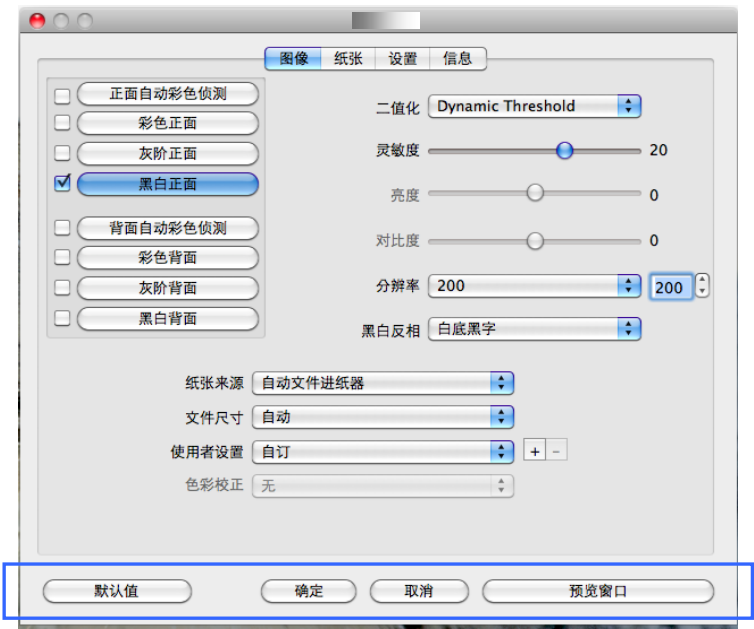 图像 纸张 设置 信息
正面自动彩色侦测
彩色正面
灰阶正面
黑白正面
背面自动彩色侦测
彩色背面
灰阶背面
黑白背面
二值化 Dynamic Threshold
灵敏度 20
亮度 0
对比度 0
分辨率 200 200
黑白反相 白底黑字
纸张来源 自动文件进纸器
文件尺寸 自动
使用者设置 自订 + -
色彩校正 无
默认值 确定 取消 预览窗口